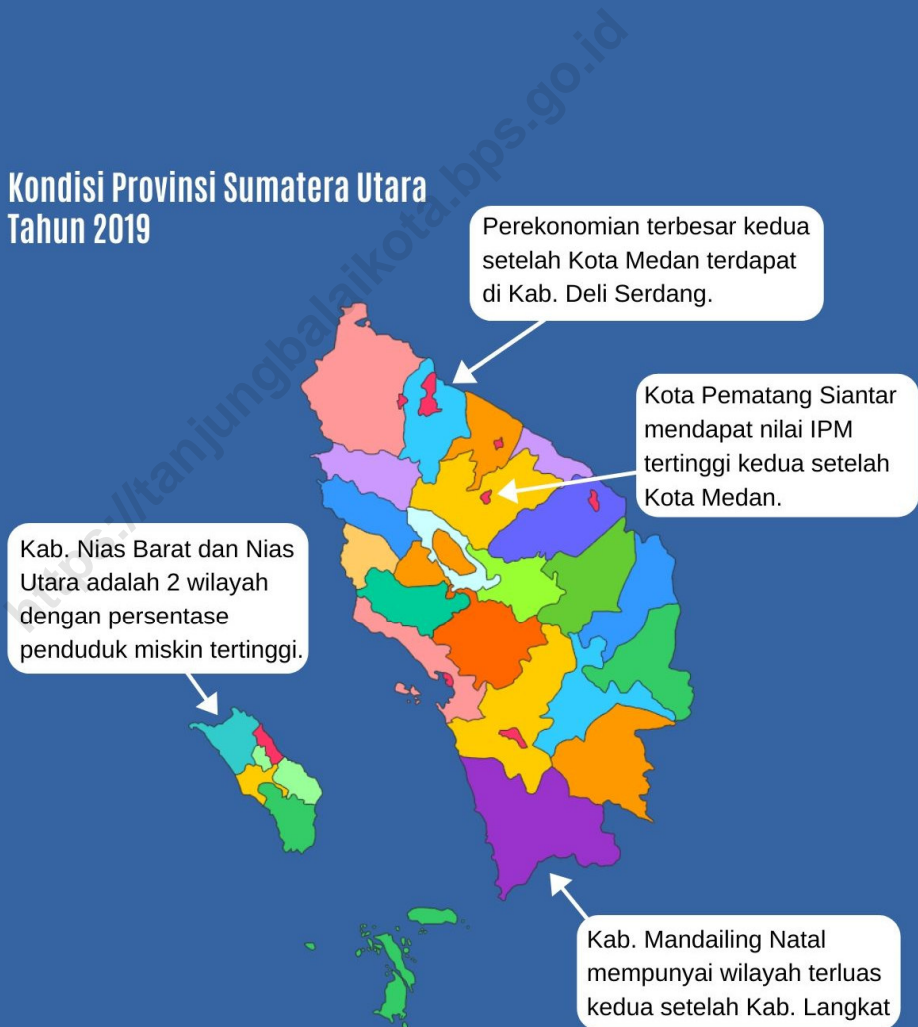 https://tanjungbalaikota.bps.go.id
Kondisi Provinsi Sumatera Utara
Tahun 2019
Perekonomian terbesar kedua
setelah Kota Medan terdapat
di Kab. Deli Serdang.
Kota Pematang Siantar
mendapat nilai IPM
tertinggi kedua setelah
Kota Medan.
Kab. Nias Barat dan Nias
Utara adalah 2 wilayah
dengan persentase
penduduk miskin tertinggi.
Kab. Mandailing Natal
mempunyai wilayah terluas
kedua setelah Kab. Langkat